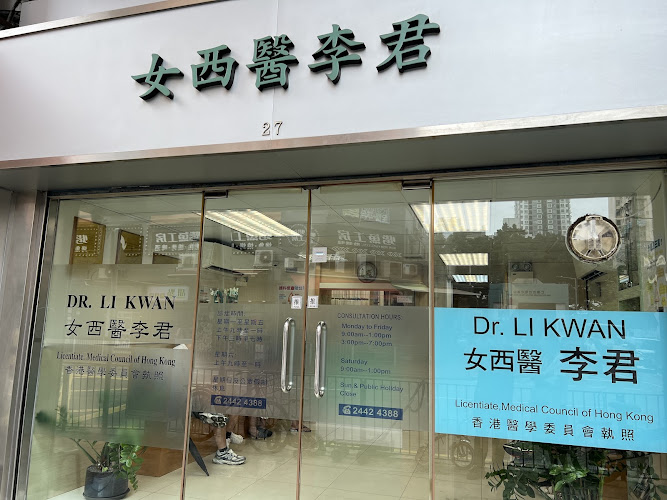 女西醫李君
27
DR. LI KWAN
女西醫李君
Licentiate, Medical Council of Hong Kong
香港醫學委員會執照
2442 4388
推
CONSULTATION HOURS:
Monday to Friday
9:00am–1:00pm
3:00pm–7:00pm
Saturday
9:00am–1:00pm
Sun & Public Holiday
Close
2442 4388
Dr. LI KWAN
女西醫 李君
Licentiate, Medical Council of Hong Kong
香港醫學委員會執照